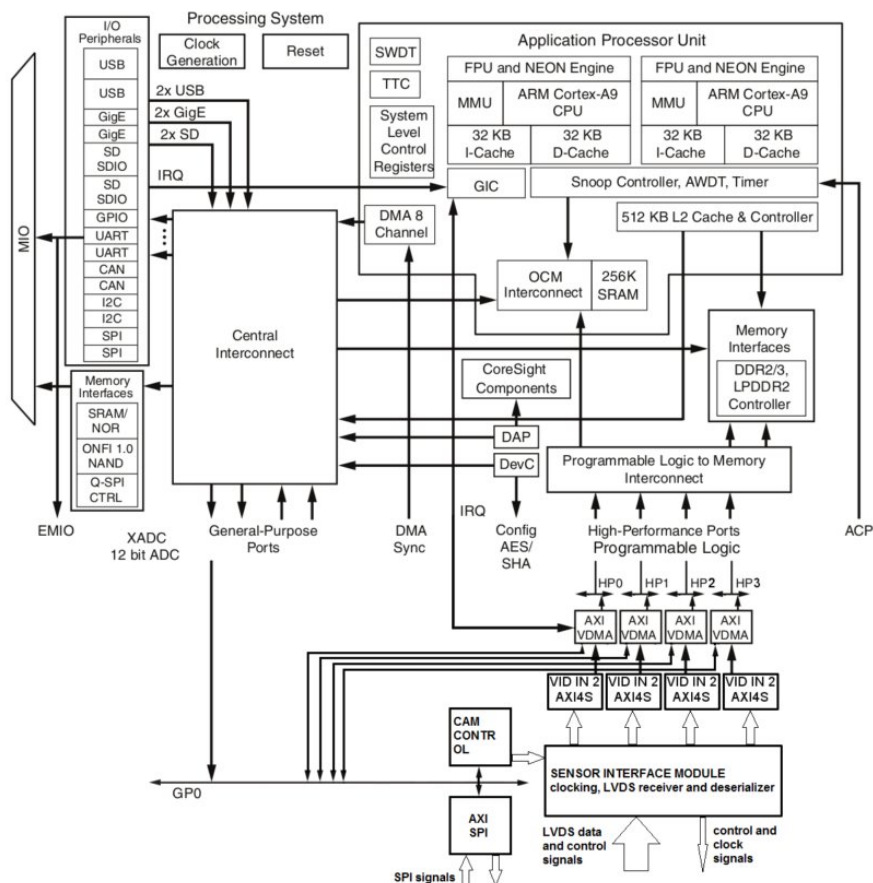 Processing System
I/O
Peripherals
USB
USB
GigE
GigE
SD
SDIO
SD
SDIO
GPIO
UART
UART
CAN
CAN
I2C
I2C
SPI
SPI
MIO
Clock
Generation
Reset
2x USB
2x GigE
2x SD
IRQ
Application Processor Unit
SWDT
TTC
System
Level
Control
Registers
FPU and NEON Engine
MMU
ARM Cortex-A9
CPU
32 KB
I-Cache
32 KB
D-Cache
FPU and NEON Engine
MMU
ARM Cortex-A9
CPU
32 KB
I-Cache
32 KB
D-Cache
GIC
Snoop Controller, AWDT, Timer
DMA 8
Channel
512 KB L2 Cache & Controller
OCM
Interconnect
256K
SRAM
Central
Interconnect
Memory
Interfaces
DDR2/3,
LPDDR2
Controller
CoreSight
Components
DAP
DevC
Programmable Logic to Memory
Interconnect
Memory
Interfaces
SRAM/
NOR
ONFI 1.0
NAND
Q-SPI
CTRL
EMIO
XADC
12 bit ADC
General-Purpose
Ports
DMA
Sync
IRQ
Config
AES/
SHA
High-Performance Ports
Programmable Logic
ACP
HP0
HP1
HP2
HP3
AXI
VDMA
AXI
VDMA
AXI
VDMA
AXI
VDMA
VID IN 2
AXI4S
VID IN 2
AXI4S
VID IN 2
AXI4S
VID IN 2
AXI4S
CAM
CONTR
OL
SENSOR INTERFACE MODULE
clocking, LVDS receiver and deserializer
GP0
AXI
SPI
SPI signals
LVDS data
and control
signals
control and
clock
signals